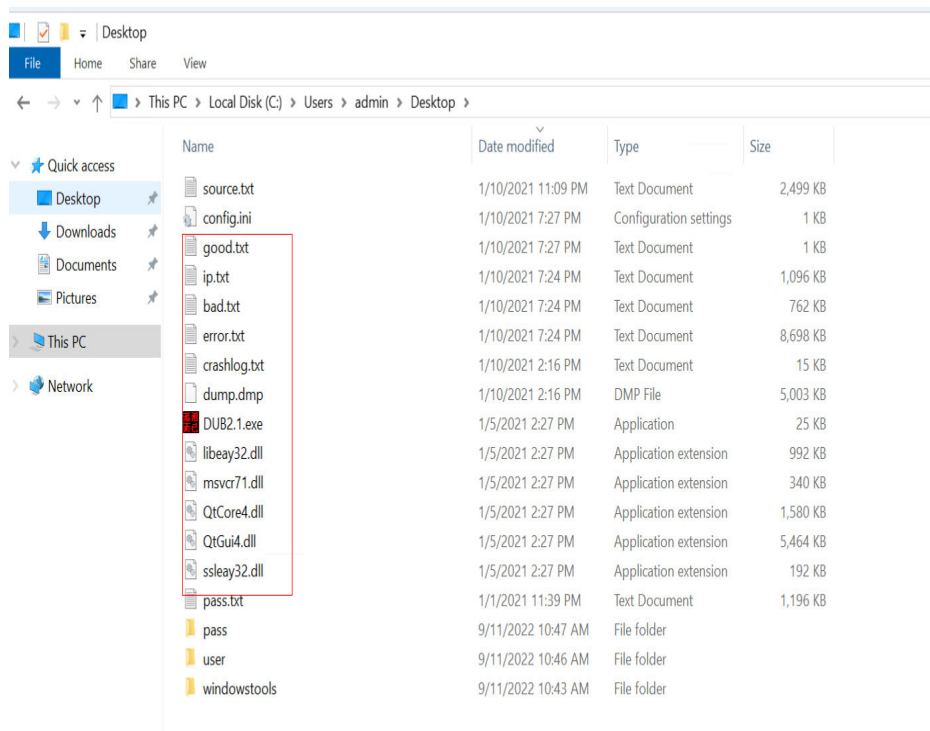 Desktop
File Home Share View
This PC Local Disk (C:) Users admin Desktop
Name Date modified Type Size
Quick access
Desktop
Downloads
Documents
Pictures
This PC
Network
source.txt 1/10/2021 11:09 PM Text Document 2,499 KB
config.ini 1/10/2021 7:27 PM Configuration settings 1 KB
good.txt 1/10/2021 7:27 PM Text Document 1 KB
ip.txt 1/10/2021 7:24 PM Text Document 1,096 KB
bad.txt 1/10/2021 7:24 PM Text Document 762 KB
error.txt 1/10/2021 7:24 PM Text Document 8,698 KB
crashlog.txt 1/10/2021 2:16 PM Text Document 15 KB
dump.dmp 1/10/2021 2:16 PM DMP File 5,003 KB
DUB2.1.exe 1/5/2021 2:27 PM Application 25 KB
libeay32.dll 1/5/2021 2:27 PM Application extension 992 KB
msvcr71.dll 1/5/2021 2:27 PM Application extension 340 KB
QtCore4.dll 1/5/2021 2:27 PM Application extension 1,580 KB
QtGui4.dll 1/5/2021 2:27 PM Application extension 5,464 KB
ssleay32.dll 1/5/2021 2:27 PM Application extension 192 KB
pass.txt 1/1/2021 11:39 PM Text Document 1,196 KB
pass 9/11/2022 10:47 AM File folder
user 9/11/2022 10:46 AM File folder
windowstools 9/11/2022 10:43 AM File folder